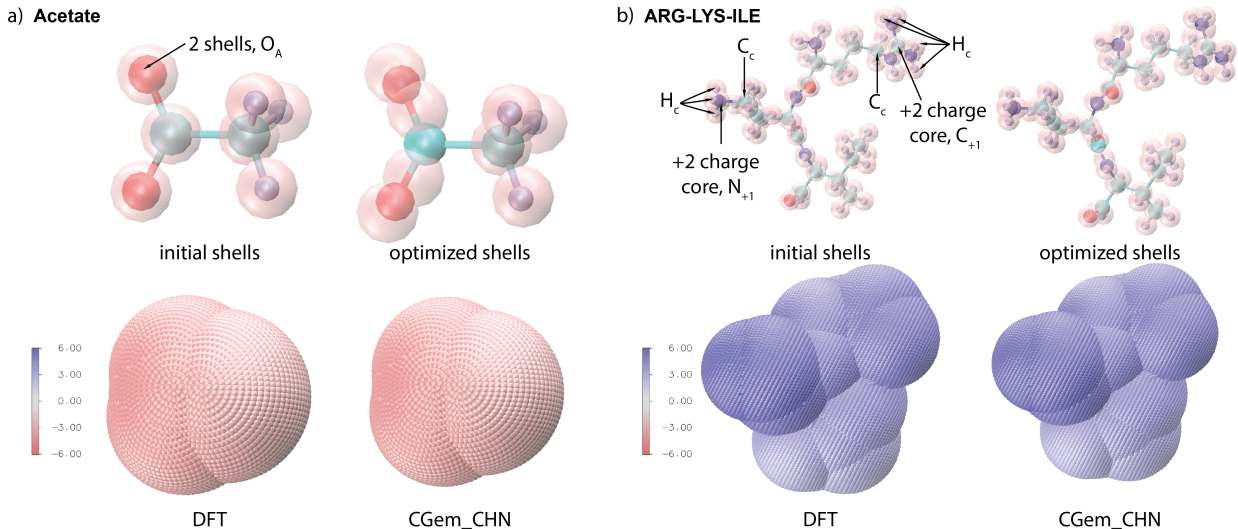 a) Acetate
2 shells, O_A
initial shells
optimized shells
6.00
3.00
0.00
-3.00
-6.00
DFT
CGem_CHN
b) ARG-LYS-ILE
H_c
C_c
+2 charge
core, N_+1
C_c
H_c
+2 charge
core, C_+1
initial shells
optimized shells
6.00
3.00
0.00
-3.00
-6.00
DFT
CGem_CHN